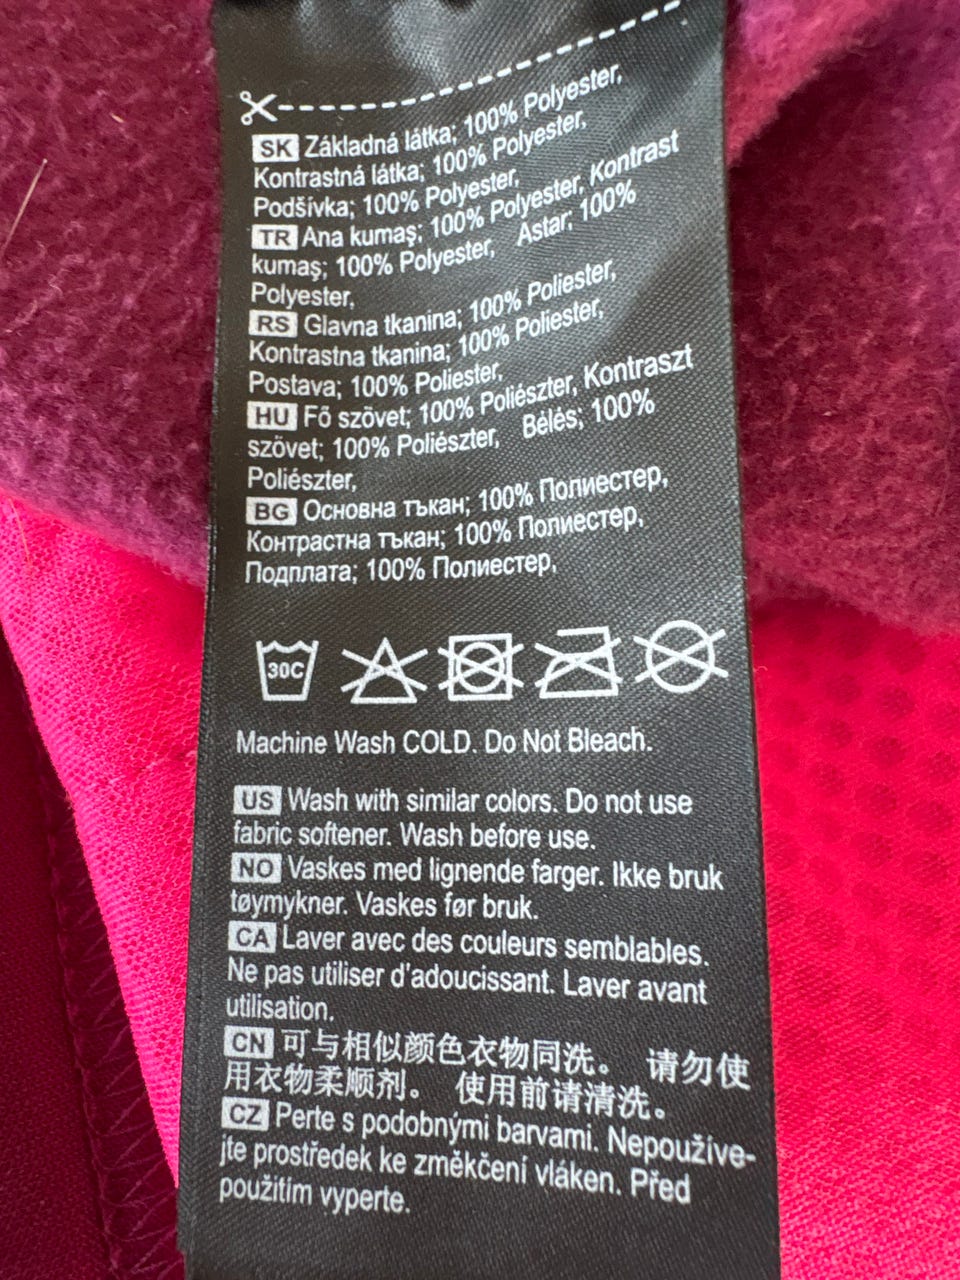 SK Základná látka; 100% Polyester,
Kontrastná látka; 100% Polyester,
Podšívka; 100% Polyester,
TR Ana kumaş; 100% Polyester, Kontrast
kumaş; 100% Polyester, Astar; 100%
Polyester,
RS Glavna tkanina; 100% Poliester,
Kontrastna tkanina; 100% Poliester,
Postava; 100% Poliester,
HU Fő szövet; 100% Poliészter, Kontraszt
szövet; 100% Poliészter, Bélés; 100%
Poliészter,
BG Основна тъкан; 100% Полиестер,
Контрастна тъкан; 100% Полиестер,
Подплата; 100% Полиестер,
30C
Machine Wash COLD. Do Not Bleach.
US Wash with similar colors. Do not use
fabric softener. Wash before use.
NO Vaskes med lignende farger. Ikke bruk
tøymykner. Vaskes før bruk.
CA Laver avec des couleurs semblables.
Ne pas utiliser d'adoucissant. Laver avant
utilisation.
CN 可与相似颜色衣物同洗。 请勿使
用衣物柔顺剂。 使用前请清洗。
CZ Perte s podobnými barvami. Nepoužíve-
jte prostředek ke změkčení vláken. Před
použitím vyperte.